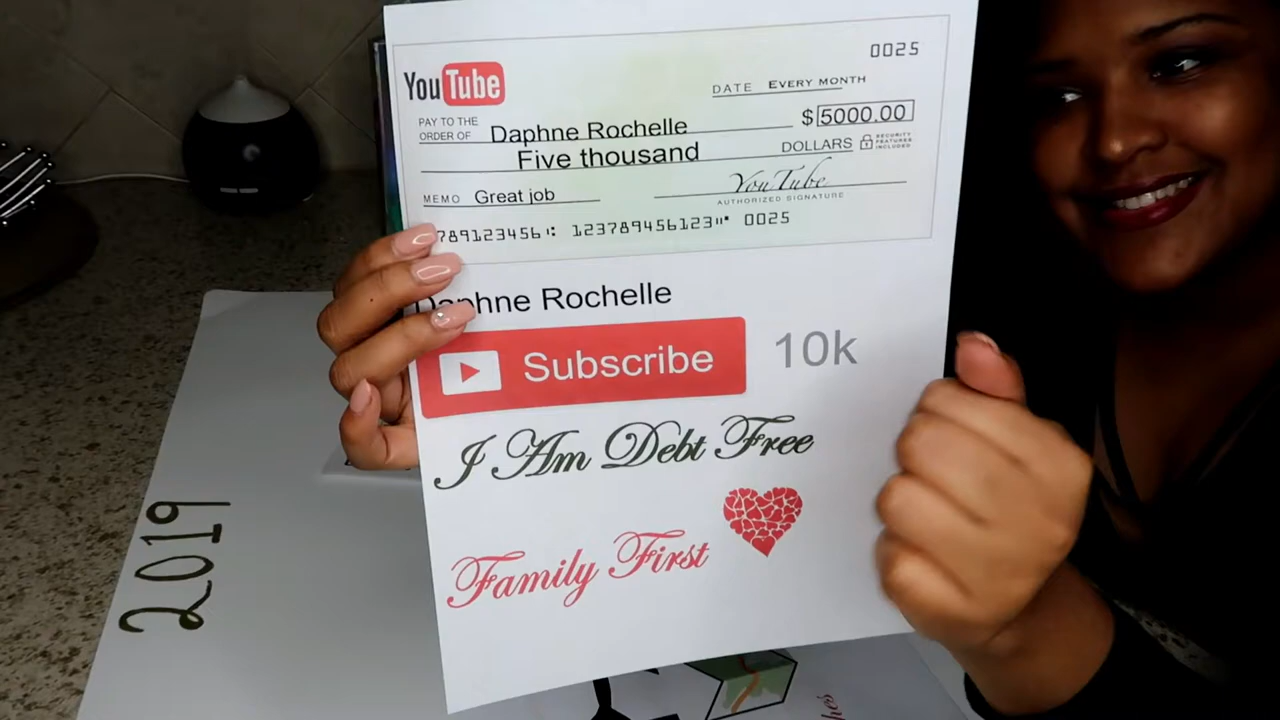 YouTube
0025
DATE EVERY MONTH
PAY TO THE
ORDER OF Daphne Rochelle $ 5000.00
Five thousand DOLLARS
SECURITY
FEATURES
INCLUDED
MEMO Great job YouTube
AUTHORIZED SIGNATURE
789123456⑆ 123789456123⑈ 0025
Daphne Rochelle
Subscribe 10k
I Am Debt Free
Family First
2019